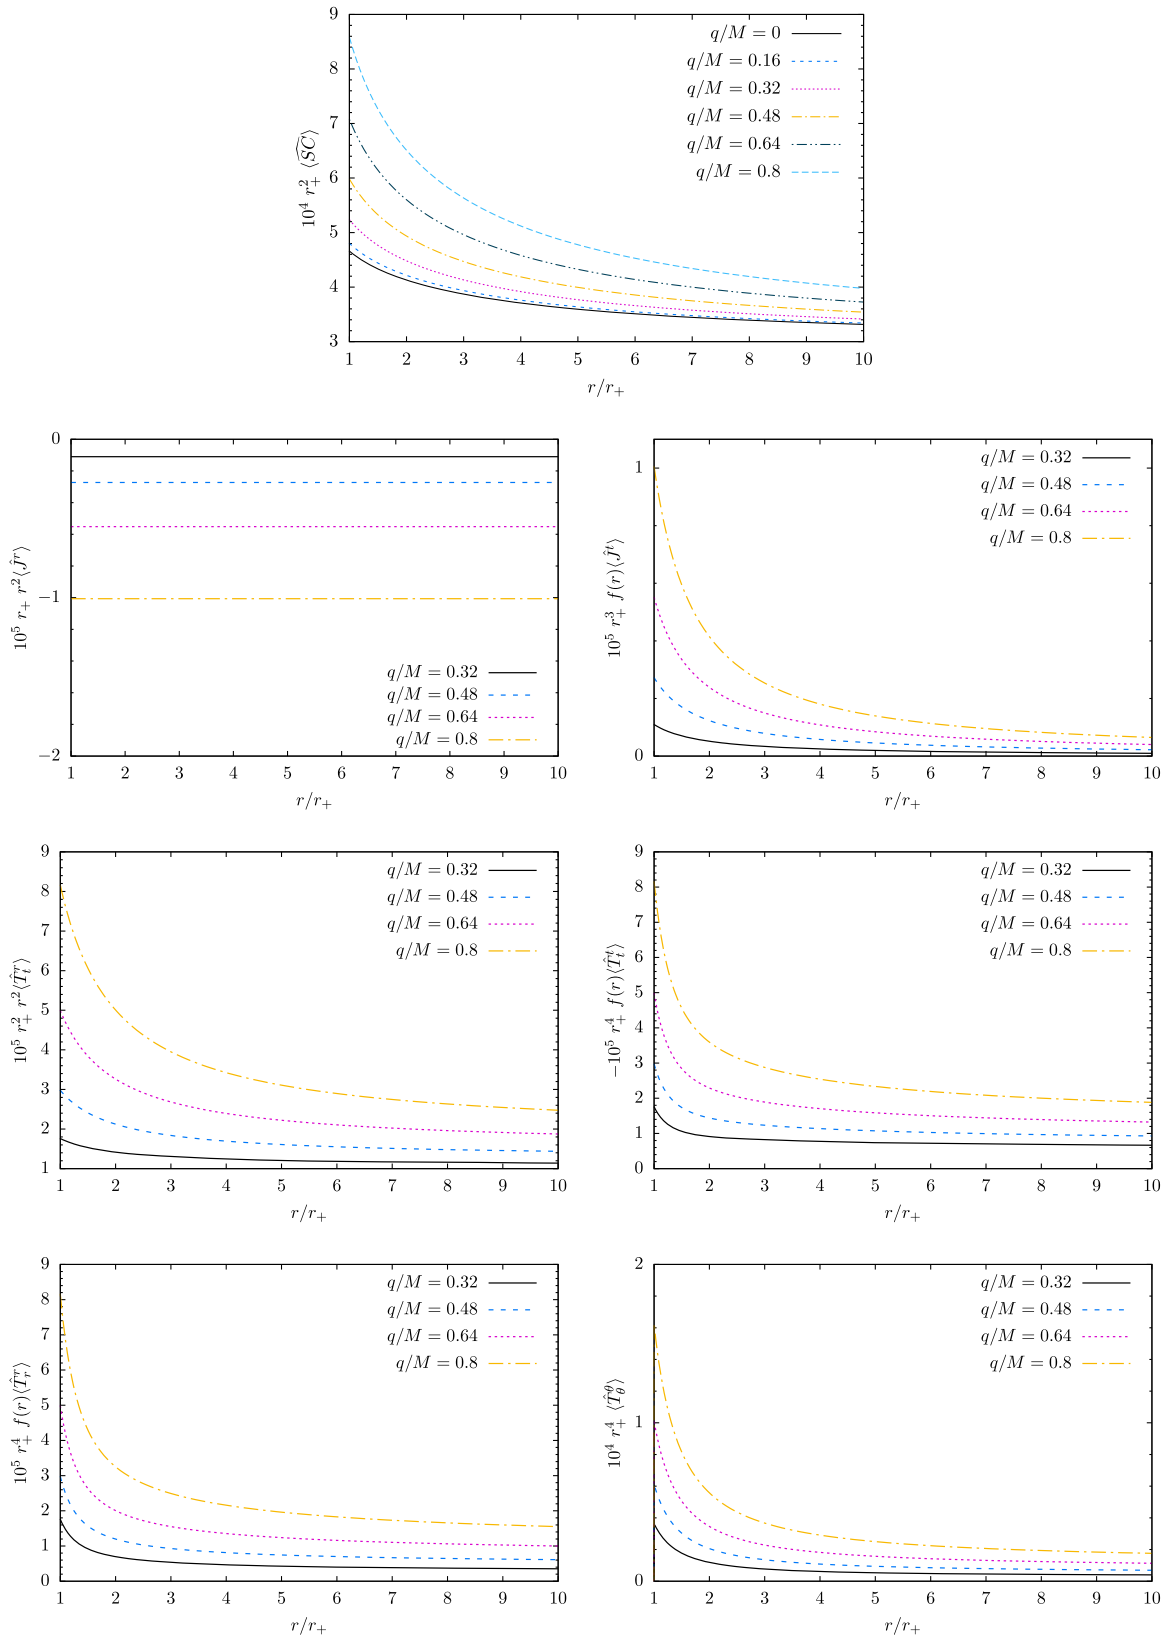 10^4 r_+^2 ⟨\widehat{SC}⟩
9
8
7
6
5
4
3
q/M = 0
q/M = 0.16
q/M = 0.32
q/M = 0.48
q/M = 0.64
q/M = 0.8
1 2 3 4 5 6 7 8 9 10
r/r_+
10^5 r_+ r^2⟨Ĵ^r⟩
0
−1
−2
q/M = 0.32
q/M = 0.48
q/M = 0.64
q/M = 0.8
1 2 3 4 5 6 7 8 9 10
r/r_+
10^5 r_+^3 f(r)⟨Ĵ^t⟩
1
0
q/M = 0.32
q/M = 0.48
q/M = 0.64
q/M = 0.8
1 2 3 4 5 6 7 8 9 10
r/r_+
10^5 r_+^2 r^2⟨T̂_t^r⟩
9
8
7
6
5
4
3
2
1
q/M = 0.32
q/M = 0.48
q/M = 0.64
q/M = 0.8
1 2 3 4 5 6 7 8 9 10
r/r_+
−10^5 r_+^4 f(r)⟨T̂_t^t⟩
9
8
7
6
5
4
3
2
1
0
q/M = 0.32
q/M = 0.48
q/M = 0.64
q/M = 0.8
1 2 3 4 5 6 7 8 9 10
r/r_+
10^5 r_+^4 f(r)⟨T̂_r^r⟩
9
8
7
6
5
4
3
2
1
0
q/M = 0.32
q/M = 0.48
q/M = 0.64
q/M = 0.8
1 2 3 4 5 6 7 8 9 10
r/r_+
10^4 r_+^4 ⟨T̂_θ^θ⟩
2
1
0
q/M = 0.32
q/M = 0.48
q/M = 0.64
q/M = 0.8
1 2 3 4 5 6 7 8 9 10
r/r_+